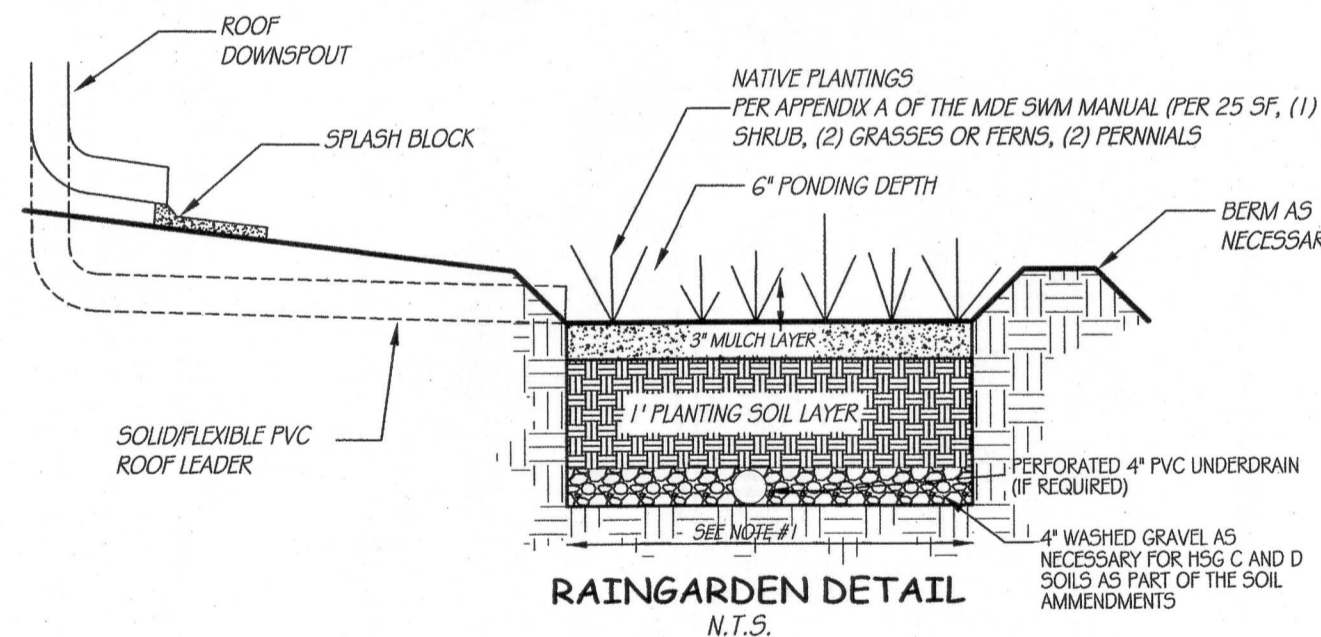 ROOF
DOWNSPOUT
NATIVE PLANTINGS
PER APPENDIX A OF THE MDE SWM MANUAL (PER 25 SF, (1)
SHRUB, (2) GRASSES OR FERNS, (2) PERNNIALS
SPLASH BLOCK
6" PONDING DEPTH
BERM AS
NECESSAR
3" MULCH LAYER
1' PLANTING SOIL LAYER
SOLID/FLEXIBLE PVC
ROOF LEADER
PERFORATED 4" PVC UNDERDRAIN
(IF REQUIRED)
SEE NOTE #1
4" WASHED GRAVEL AS
NECESSARY FOR HSG C AND D
SOILS AS PART OF THE SOIL
AMMENDMENTS
RAINGARDEN DETAIL
N.T.S.